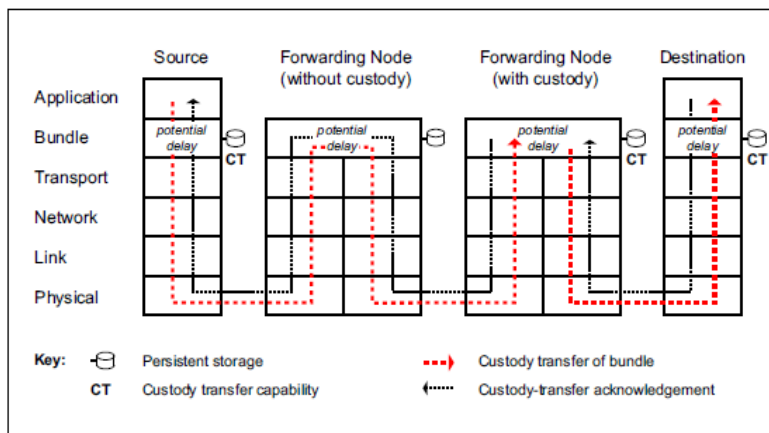 Source
Forwarding Node
(without custody)
Forwarding Node
(with custody)
Destination
Application
Bundle
potential
delay
CT
potential
delay
potential
delay
CT
potential
delay
CT
Transport
Network
Link
Physical
Key:
Persistent storage
Custody transfer of bundle
CT
Custody transfer capability
Custody-transfer acknowledgement